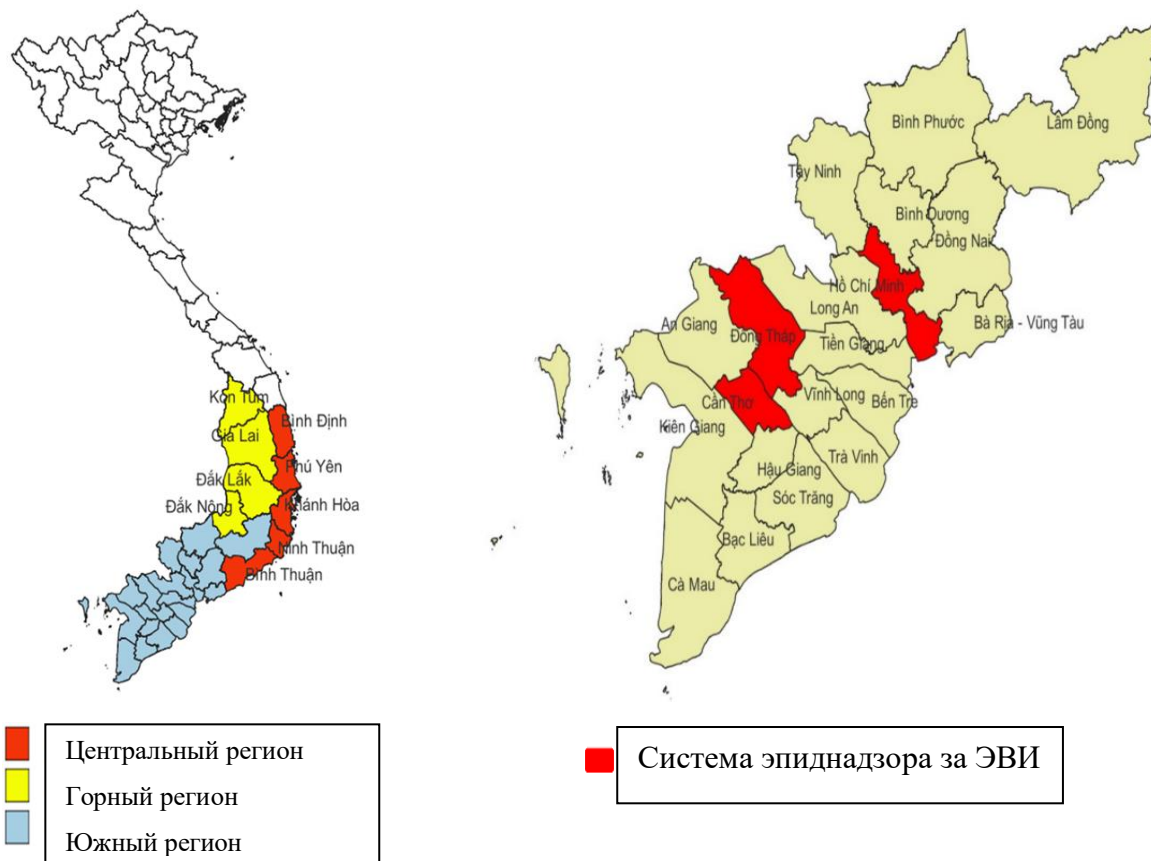 Kon Tum
Bình Định
Gia Lai
Phú Yên
Đắk Lắk
Đắk Nông
Khánh Hòa
Ninh Thuận
Bình Thuận
Центральный регион
Горный регион
Южный регион
Bình Phước
Lâm Đồng
Tây Ninh
Bình Dương
Đồng Nai
Hồ Chí Minh
Long An
An Giang
Đồng Tháp
Tiền Giang
Bà Rịa - Vũng Tàu
Cần Thơ
Vĩnh Long
Bến Tre
Kiên Giang
Trà Vinh
Hậu Giang
Sóc Trăng
Bạc Liêu
Cà Mau
Система эпиднадзора за ЭВИ